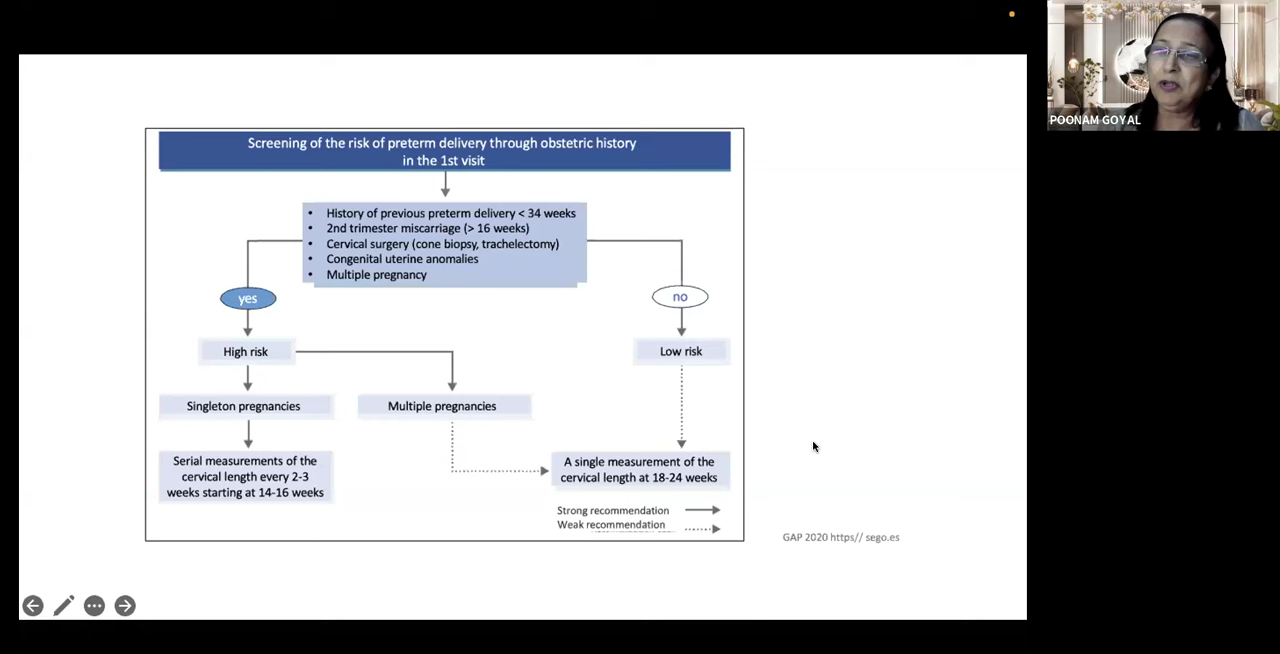 POONAM GOYAL
Screening of the risk of preterm delivery through obstetric history
in the 1st visit
• History of previous preterm delivery < 34 weeks
• 2nd trimester miscarriage (> 16 weeks)
• Cervical surgery (cone biopsy, trachelectomy)
• Congenital uterine anomalies
• Multiple pregnancy
yes
no
High risk
Low risk
Singleton pregnancies
Multiple pregnancies
Serial measurements of the
cervical length every 2-3
weeks starting at 14-16 weeks
A single measurement of the
cervical length at 18-24 weeks
Strong recommendation
Weak recommendation
GAP 2020 https// sego.es